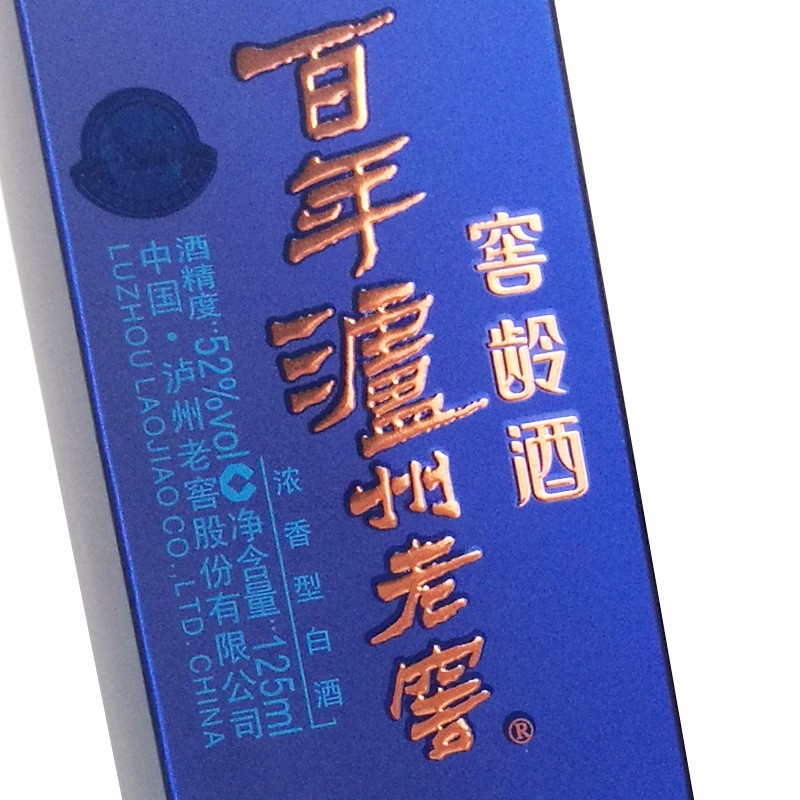 窖龄酒
百年泸州老窖®
浓香型白酒
酒精度:52%vol 净含量:125ml
中国·泸州老窖股份有限公司
LUZHOU LAOJIAO CO.,LTD. CHINA